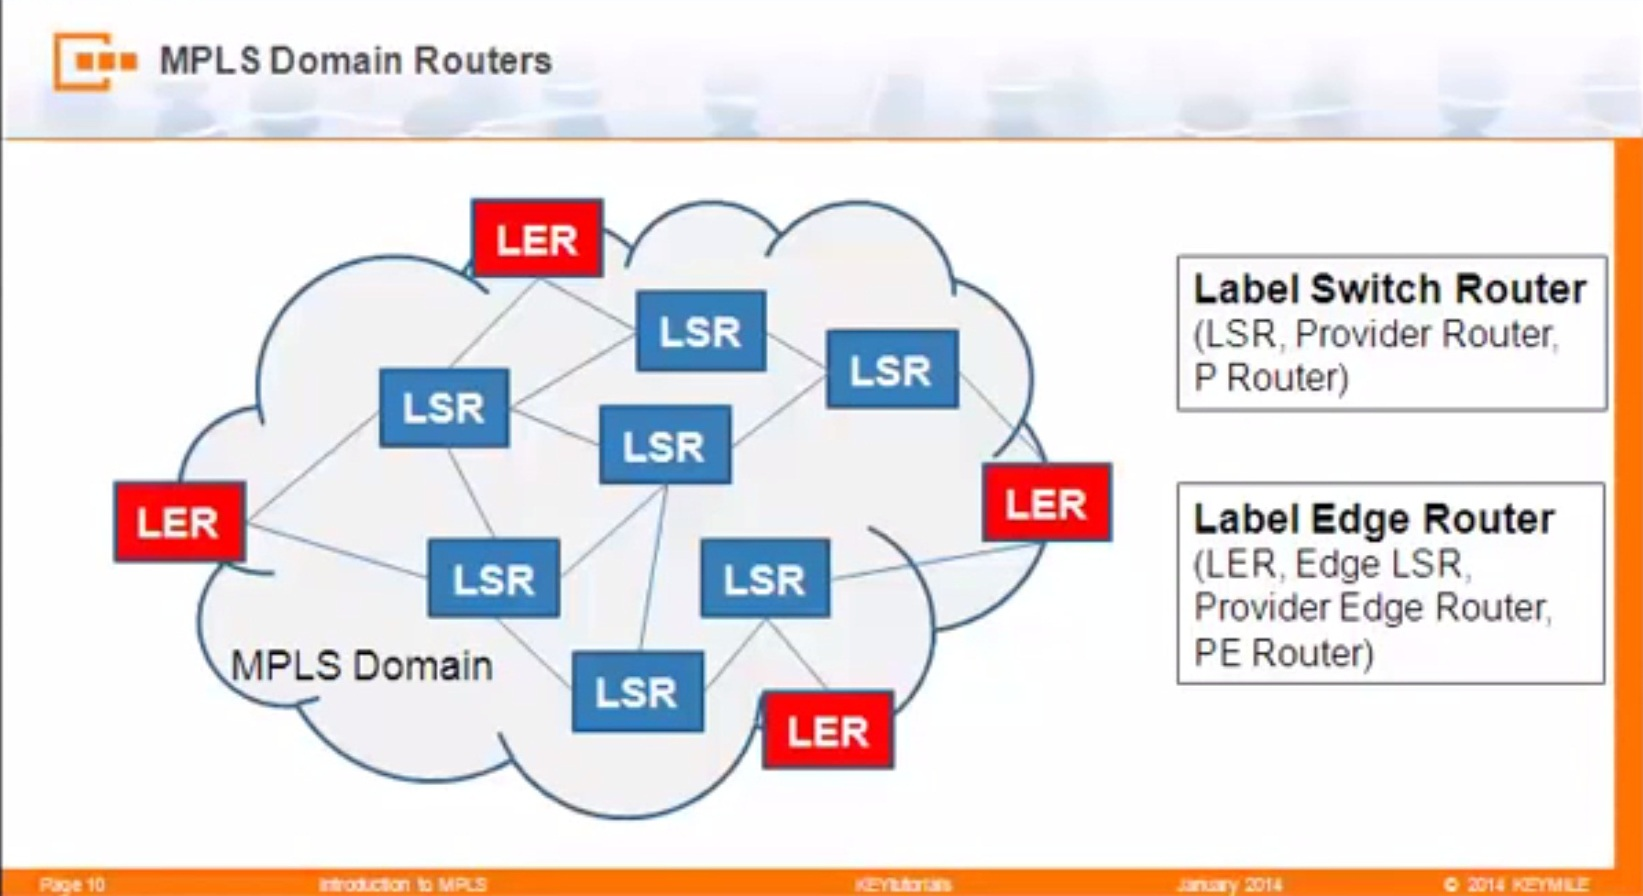 MPLS Domain Routers
LER
LSR
LSR
LSR
LSR
LER
LER
LSR
LSR
MPLS Domain
LSR
LER
Label Switch Router
(LSR, Provider Router,
P Router)
Label Edge Router
(LER, Edge LSR,
Provider Edge Router,
PE Router)
Page 10 Introduction to MPLS KEYtutorials January 2014 © 2014 KEYMILE